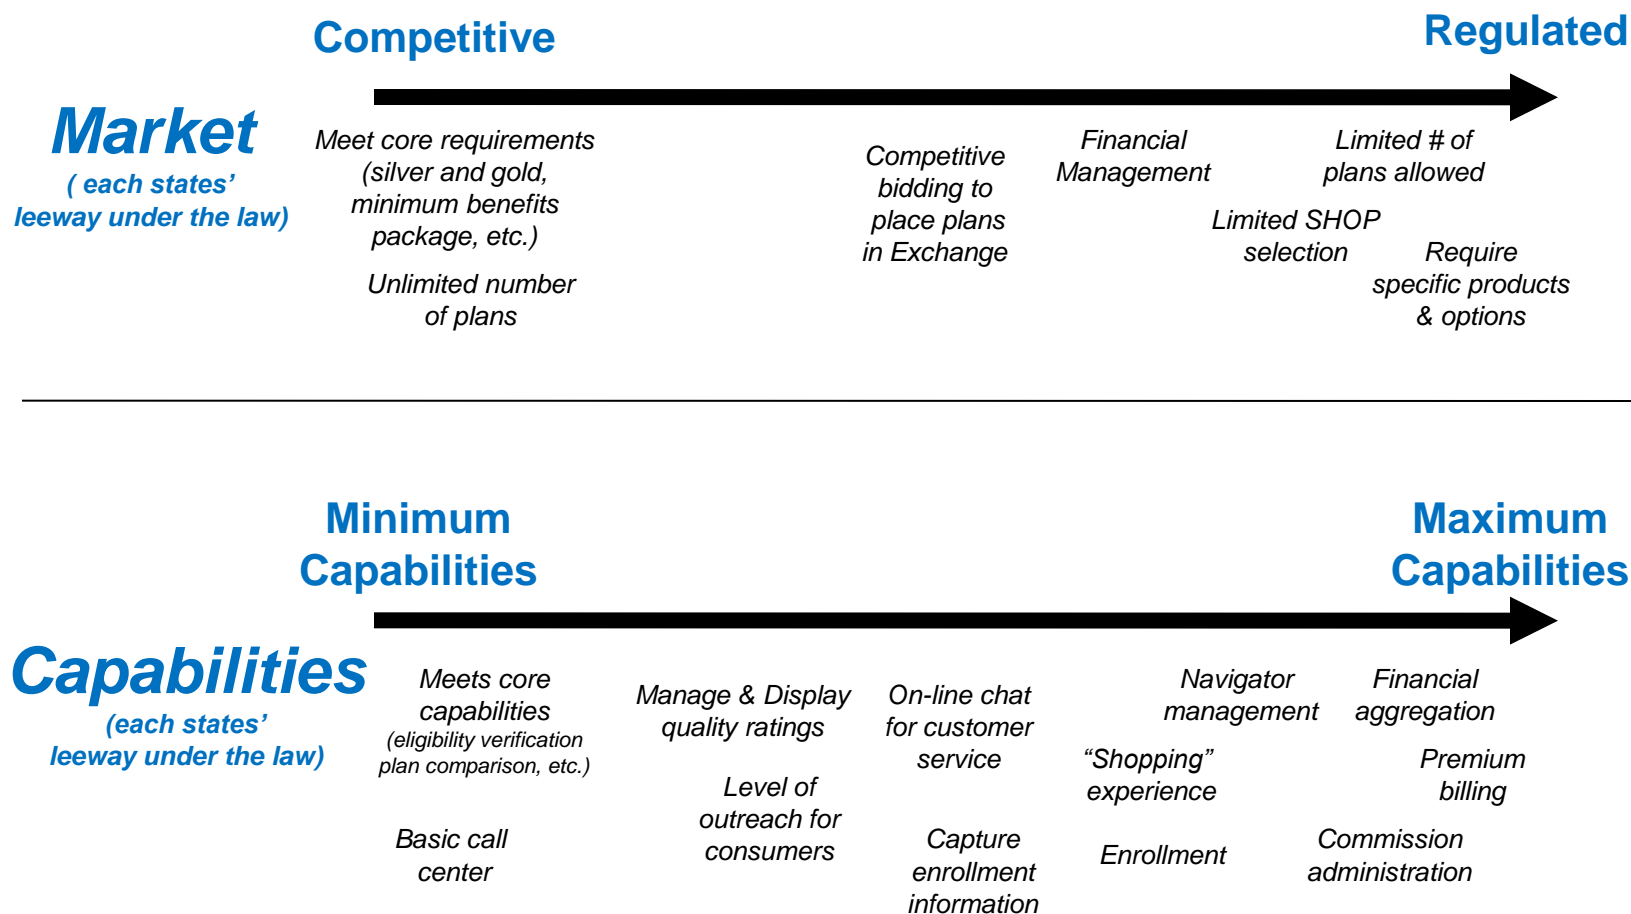 Competitive
Regulated
Market
( each states’
leeway under the law)
Meet core requirements
(silver and gold,
minimum benefits
package, etc.)
Unlimited number
of plans
Competitive
bidding to
place plans
in Exchange
Financial
Management
Limited SHOP
selection
Limited # of
plans allowed
Require
specific products
& options
Minimum
Capabilities
Maximum
Capabilities
Capabilities
(each states’
leeway under the law)
Meets core
capabilities
(eligibility verification
plan comparison, etc.)
Basic call
center
Manage & Display
quality ratings
Level of
outreach for
consumers
On-line chat
for customer
service
Capture
enrollment
information
Navigator
management
“Shopping”
experience
Enrollment
Financial
aggregation
Premium
billing
Commission
administration